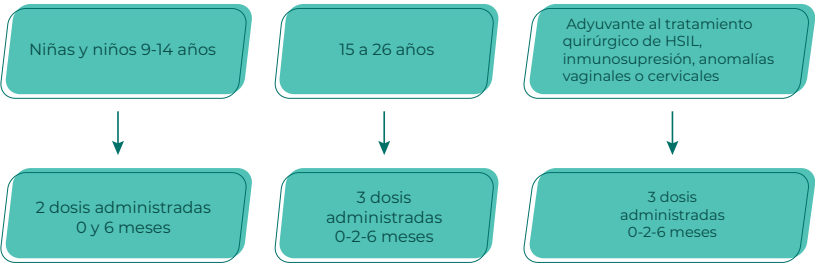 Niñas y niños 9-14 años
15 a 26 años
Adyuvante al tratamiento
quirúrgico de HSIL,
inmunosupresión, anomalías
vaginales o cervicales
2 dosis administradas
0 y 6 meses
3 dosis
administradas
0-2-6 meses
3 dosis
administradas
0-2-6 meses